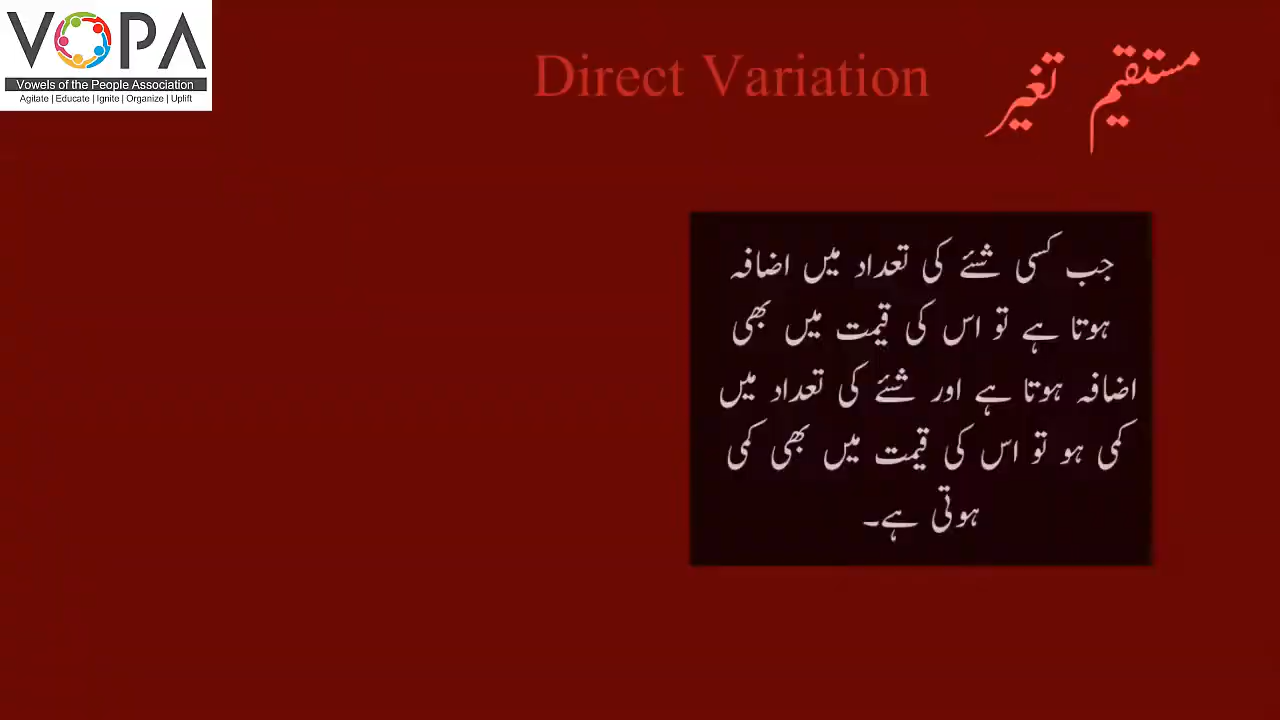 VOPA
Vowels of the People Association
Agitate | Educate | Ignite | Organize | Uplift
مستقیم تغیر
Direct Variation
جب کسی شئے کی تعداد میں اضافہ
ہوتا ہے تو اس کی قیمت میں بھی
اضافہ ہوتا ہے اور شئے کی تعداد میں
کمی ہو تو اس کی قیمت میں بھی کمی
ہوتی ہے۔